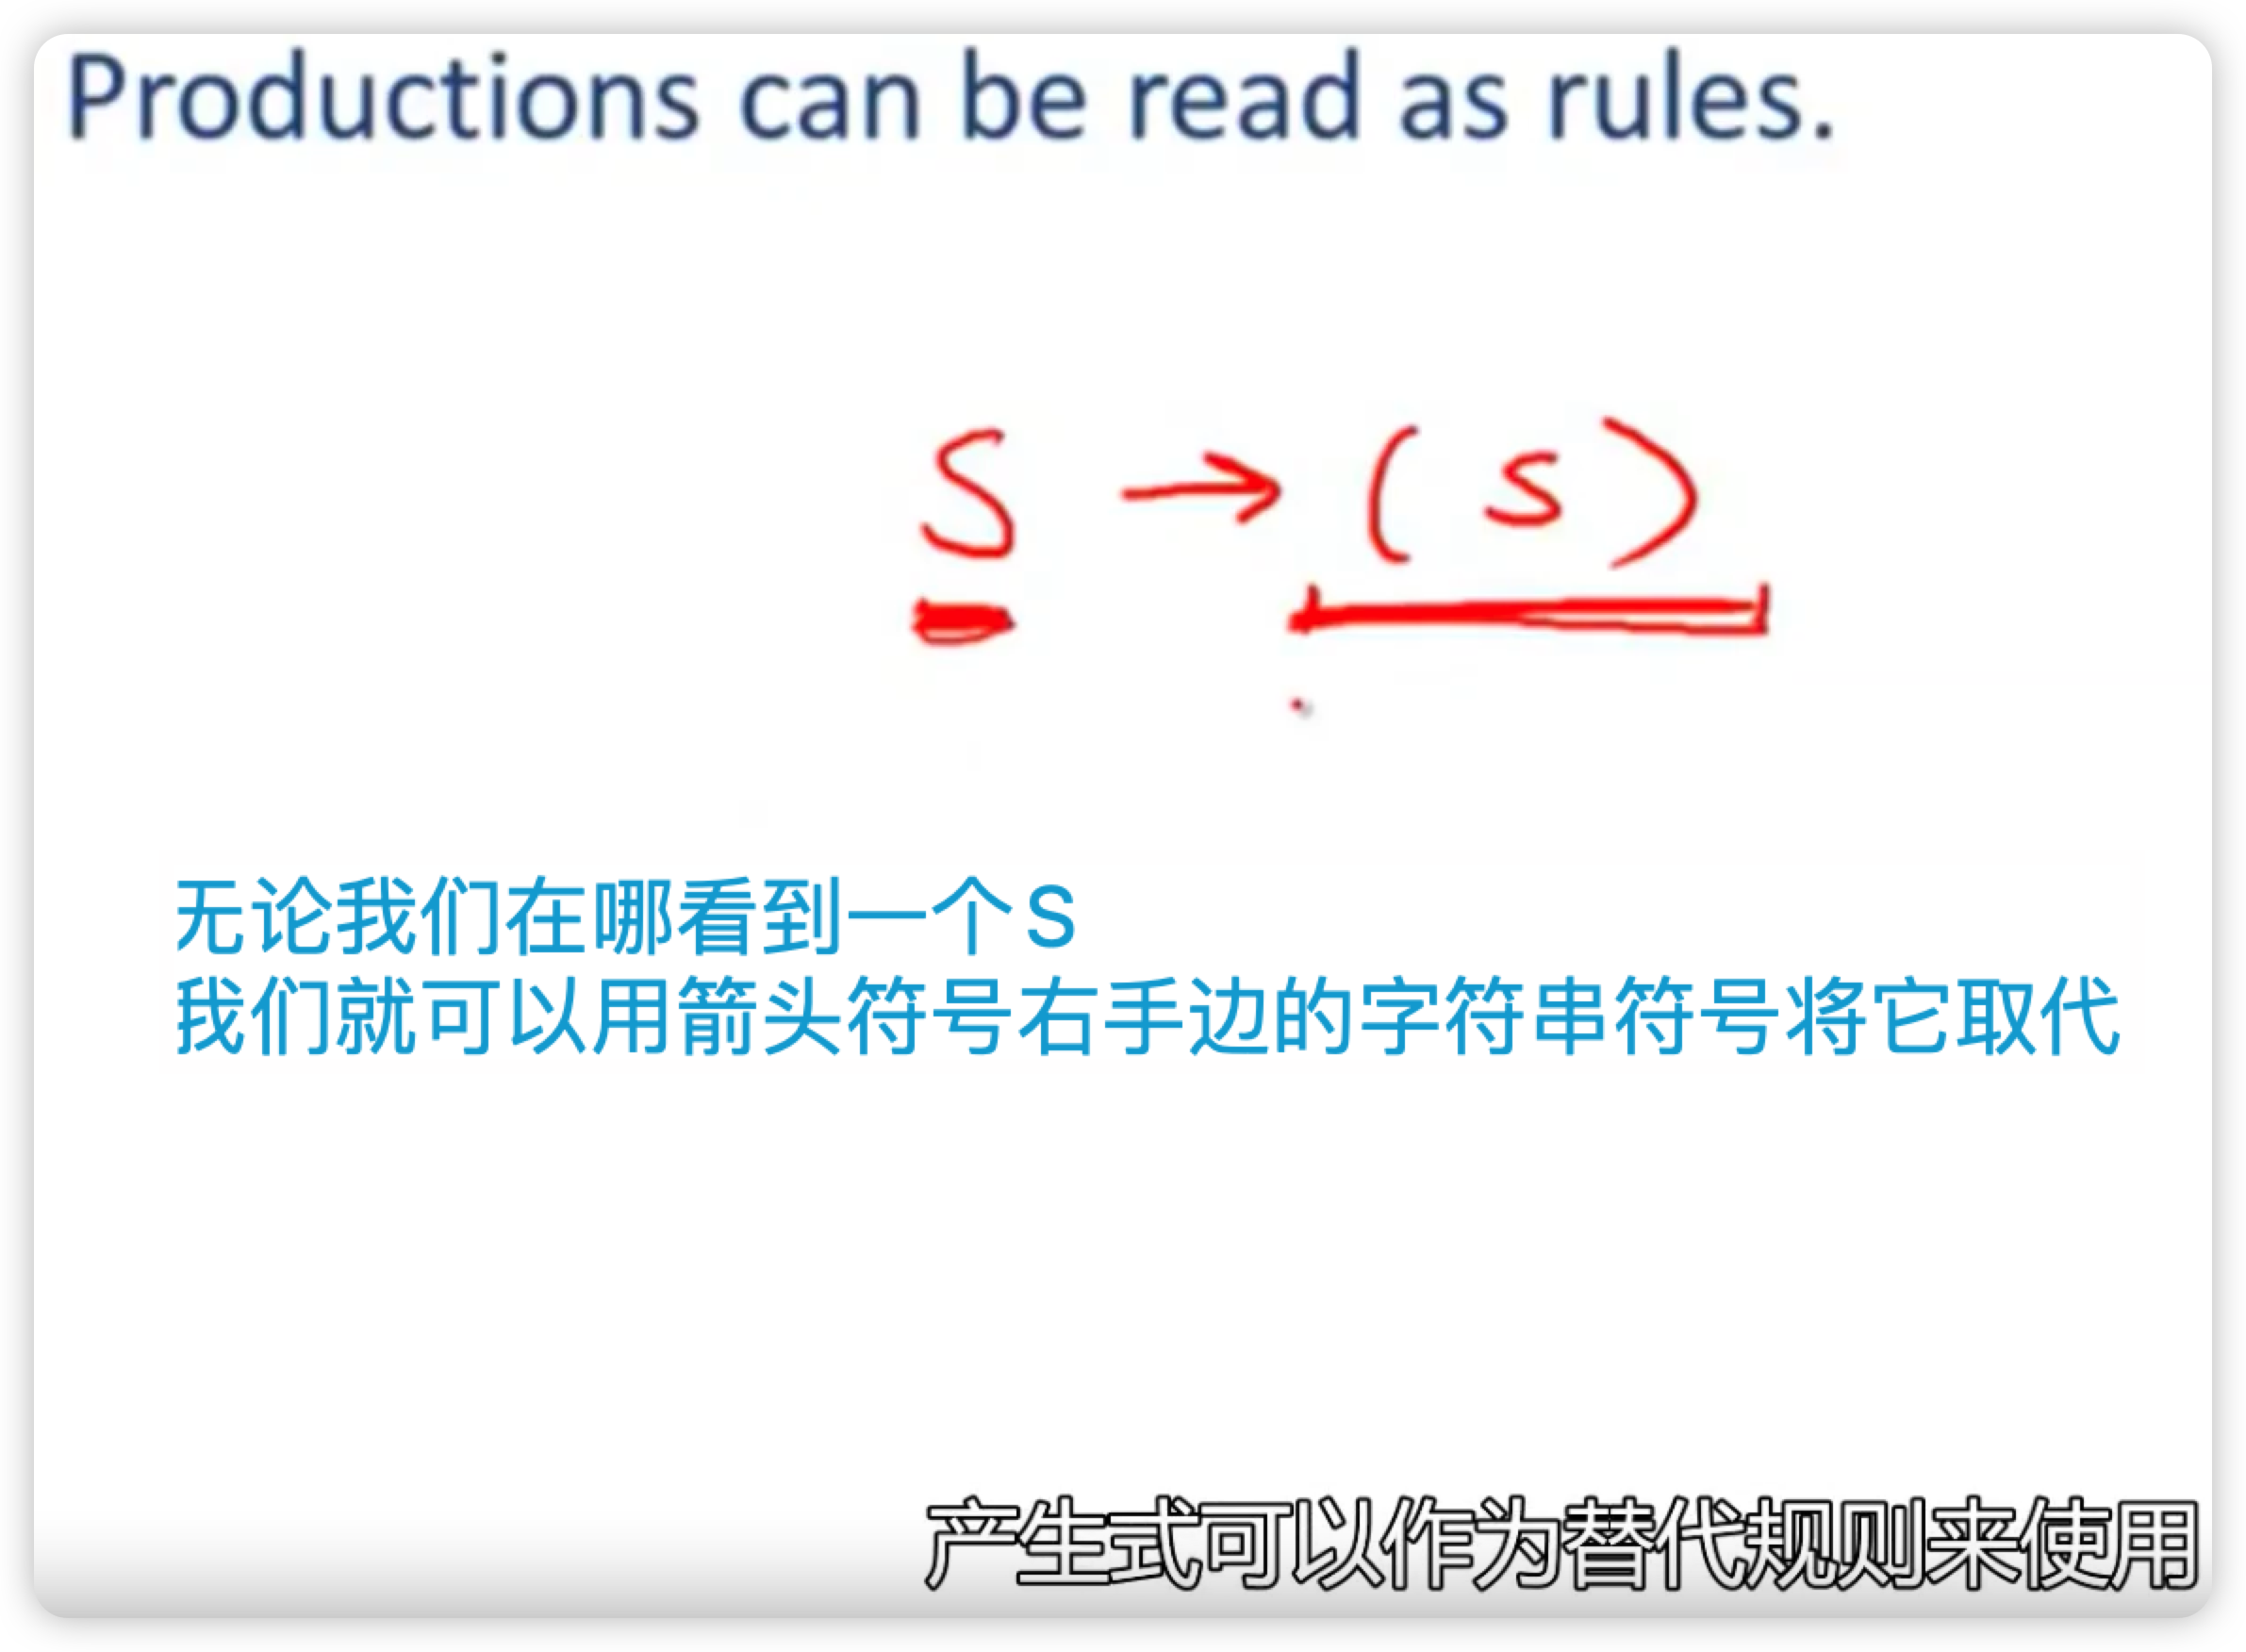 Productions can be read as rules.
S → (s)
无论我们在哪看到一个S
我们就可以用箭头符号右手边的字符串符号将它取代
产生式可以作为替代规则来使用